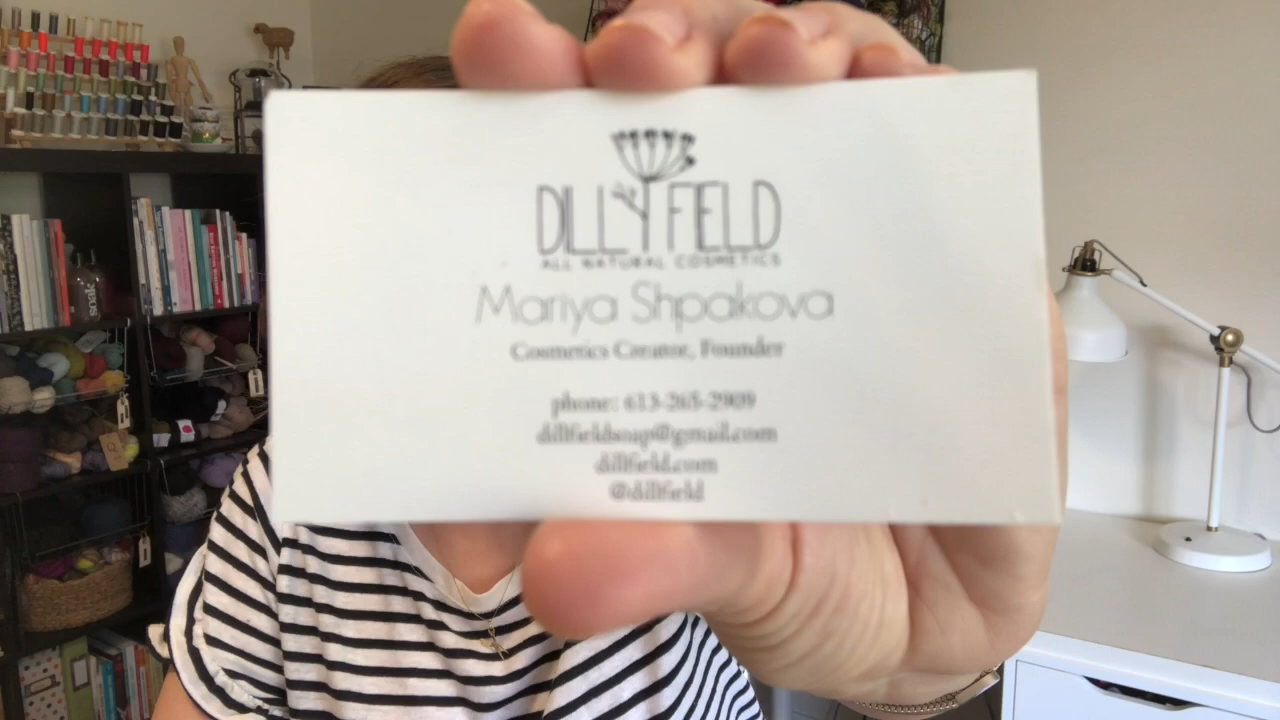 DILLYFIELD
ALL NATURAL COSMETICS
Mariya Shpakova
Cosmetics Creator, Founder
phone: 613-265-2909
dillfieldsoap@gmail.com
dillfield.com
@dillfield
soak